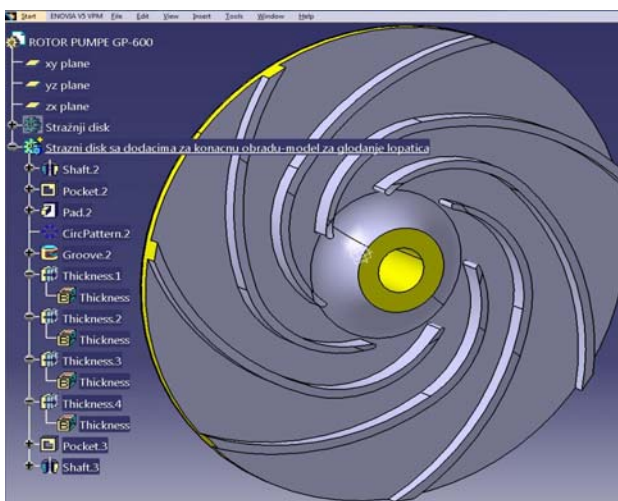 Start ENOVIA V5 VPM File Edit View Insert Tools Window Help
ROTOR PUMPE GP-600
xy plane
yz plane
zx plane
Stražnji disk
Strazni disk sa dodacima za konacnu obradu-model za glodanje lopatica
Shaft.2
Pocket.2
Pad.2
CircPattern.2
Groove.2
Thickness.1
Thickness
Thickness.2
Thickness
Thickness.3
Thickness
Thickness.4
Thickness
Pocket.3
Shaft.3